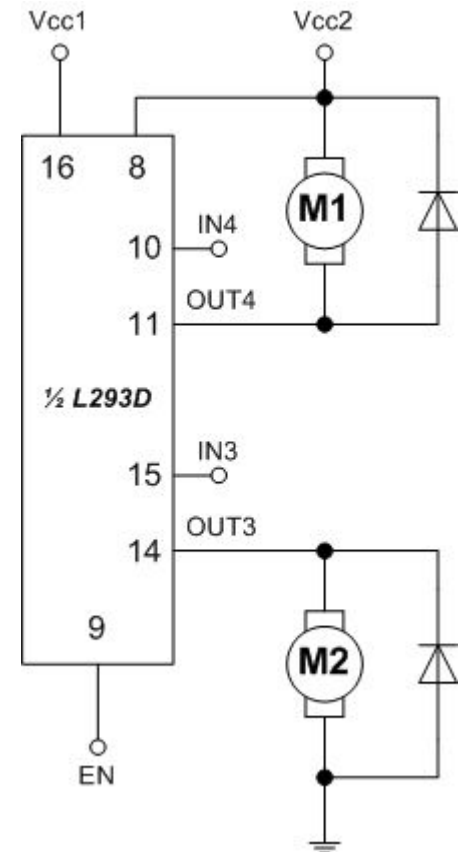 Vcc1 Vcc2
16 8
M1
10 IN4
11 OUT4
½ L293D
15 IN3
14 OUT3
9
M2
EN